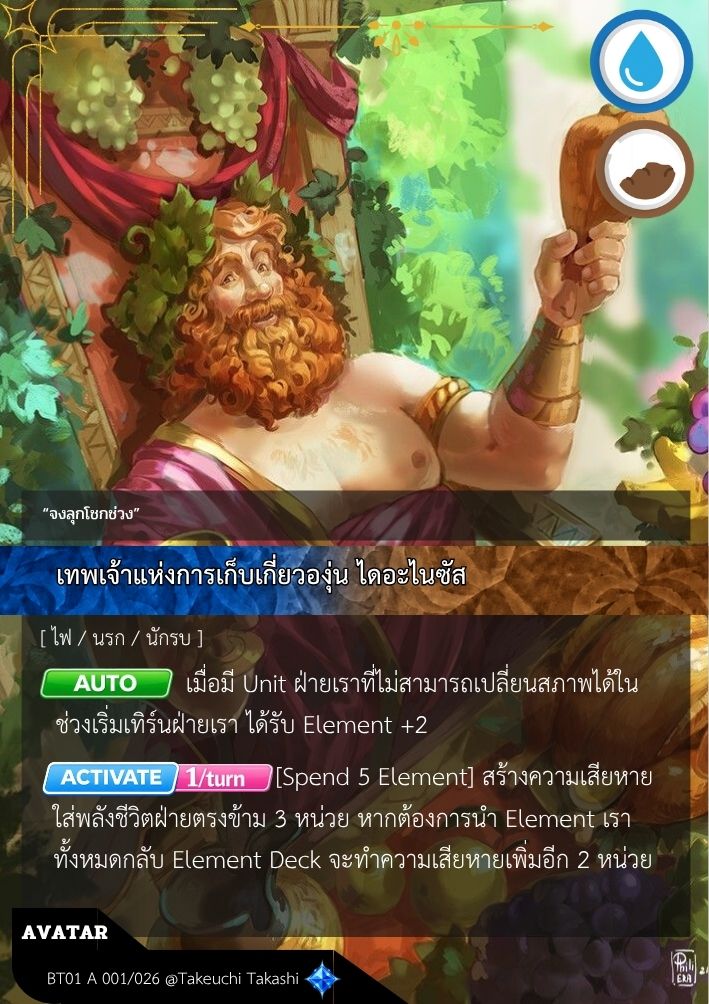 “จงลุกโชกช่วง”
เทพเจ้าแห่งการเก็บเกี่ยวองุ่น ไดอะไนซัส
[ ไฟ / นรก / นักรบ ]
AUTO เมื่อมี Unit ฝ่ายเราที่ไม่สามารถเปลี่ยนสภาพได้ใน
ช่วงเริ่มเทิร์นฝ่ายเรา ได้รับ Element +2
ACTIVATE 1/turn [Spend 5 Element] สร้างความเสียหาย
ใส่พลังชีวิตฝ่ายตรงข้าม 3 หน่วย หากต้องการนำ Element เรา
ทั้งหมดกลับ Element Deck จะทำความเสียหายเพิ่มอีก 2 หน่วย
AVATAR
BT01 A 001/026 @Takeuchi Takashi